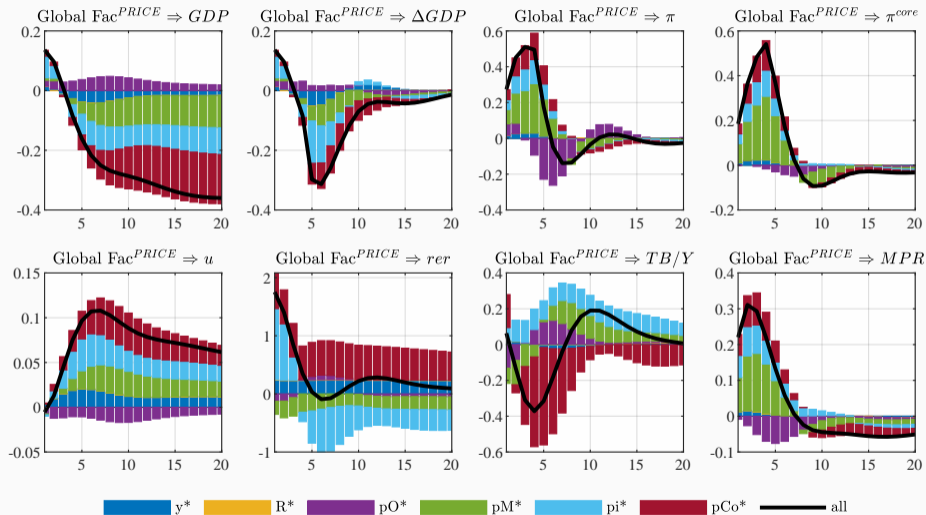 Global Fac^PRICE ⇒ GDP
Global Fac^PRICE ⇒ ΔGDP
Global Fac^PRICE ⇒ π
Global Fac^PRICE ⇒ π^core
0.2
0
-0.2
-0.4
5 10 15 20
0.2
0
-0.2
-0.4
5 10 15 20
0.6
0.4
0.2
0
-0.2
-0.4
5 10 15 20
0.6
0.4
0.2
0
-0.2
5 10 15 20
Global Fac^PRICE ⇒ u
Global Fac^PRICE ⇒ rer
Global Fac^PRICE ⇒ TB/Y
Global Fac^PRICE ⇒ MPR
0.15
0.1
0.05
0
-0.05
5 10 15 20
2
1
0
-1
5 10 15 20
0.4
0.2
0
-0.2
-0.4
-0.6
5 10 15 20
0.4
0.3
0.2
0.1
0
-0.1
5 10 15 20
y* R* pO* pM* pi* pCo* all